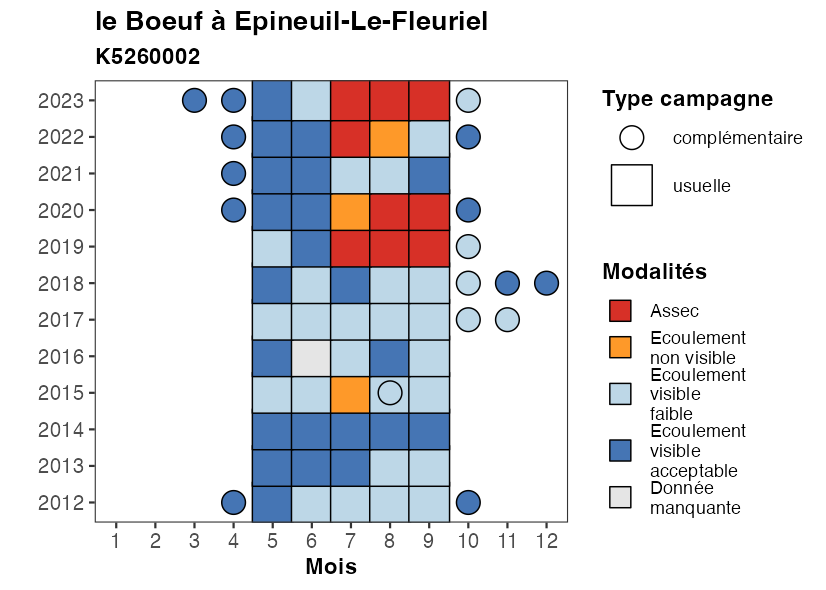 le Boeuf à Epineuil-Le-Fleuriel
K5260002
2023
2022
2021
2020
2019
2018
2017
2016
2015
2014
2013
2012
1 2 3 4 5 6 7 8 9 10 11 12
Mois
Type campagne
complémentaire
usuelle
Modalités
Assec
Ecoulement
non visible
Ecoulement
visible
faible
Ecoulement
visible
acceptable
Donnée
manquante